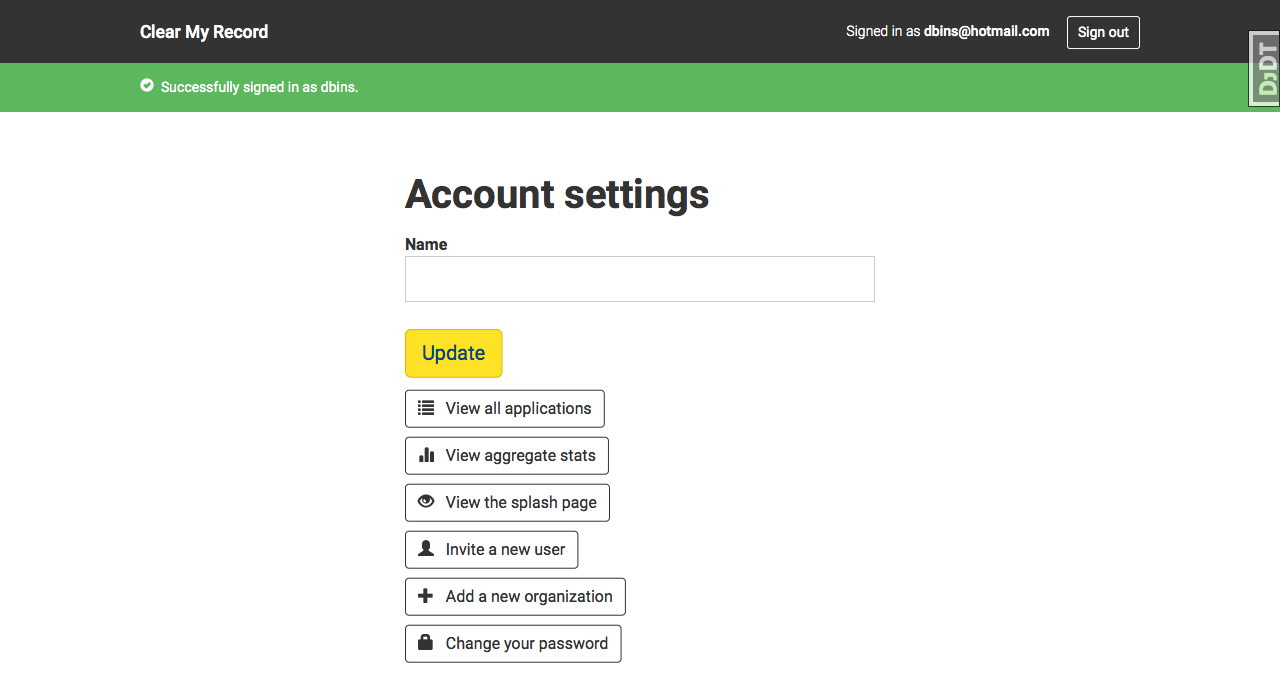 Clear My Record
Signed in as dbins@hotmail.com
Sign out
DjDT
Successfully signed in as dbins.
Account settings
Name
Update
View all applications
View aggregate stats
View the splash page
Invite a new user
Add a new organization
Change your password